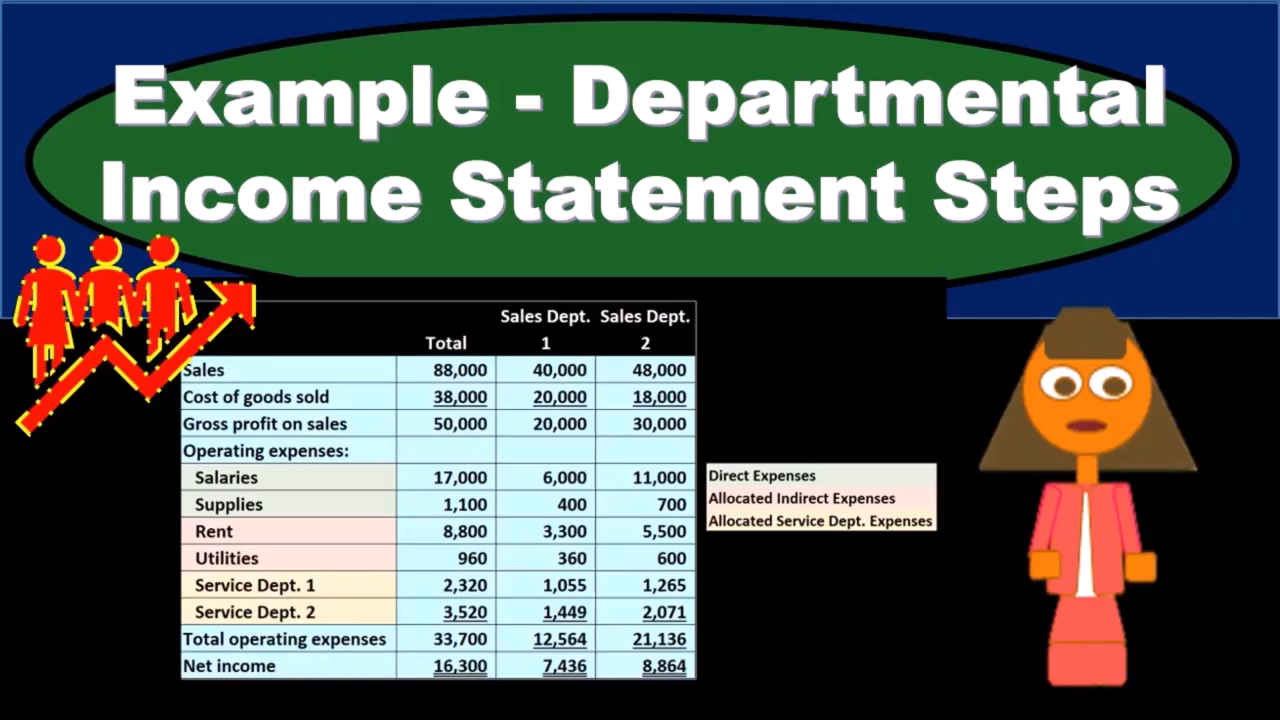 Example - Departmental
Income Statement Steps
Sales Dept. Sales Dept.
Total 1 2
Sales 88,000 40,000 48,000
Cost of goods sold 38,000 20,000 18,000
Gross profit on sales 50,000 20,000 30,000
Operating expenses:
Salaries 17,000 6,000 11,000
Supplies 1,100 400 700
Rent 8,800 3,300 5,500
Utilities 960 360 600
Service Dept. 1 2,320 1,055 1,265
Service Dept. 2 3,520 1,449 2,071
Total operating expenses 33,700 12,564 21,136
Net income 16,300 7,436 8,864
Direct Expenses
Allocated Indirect Expenses
Allocated Service Dept. Expenses